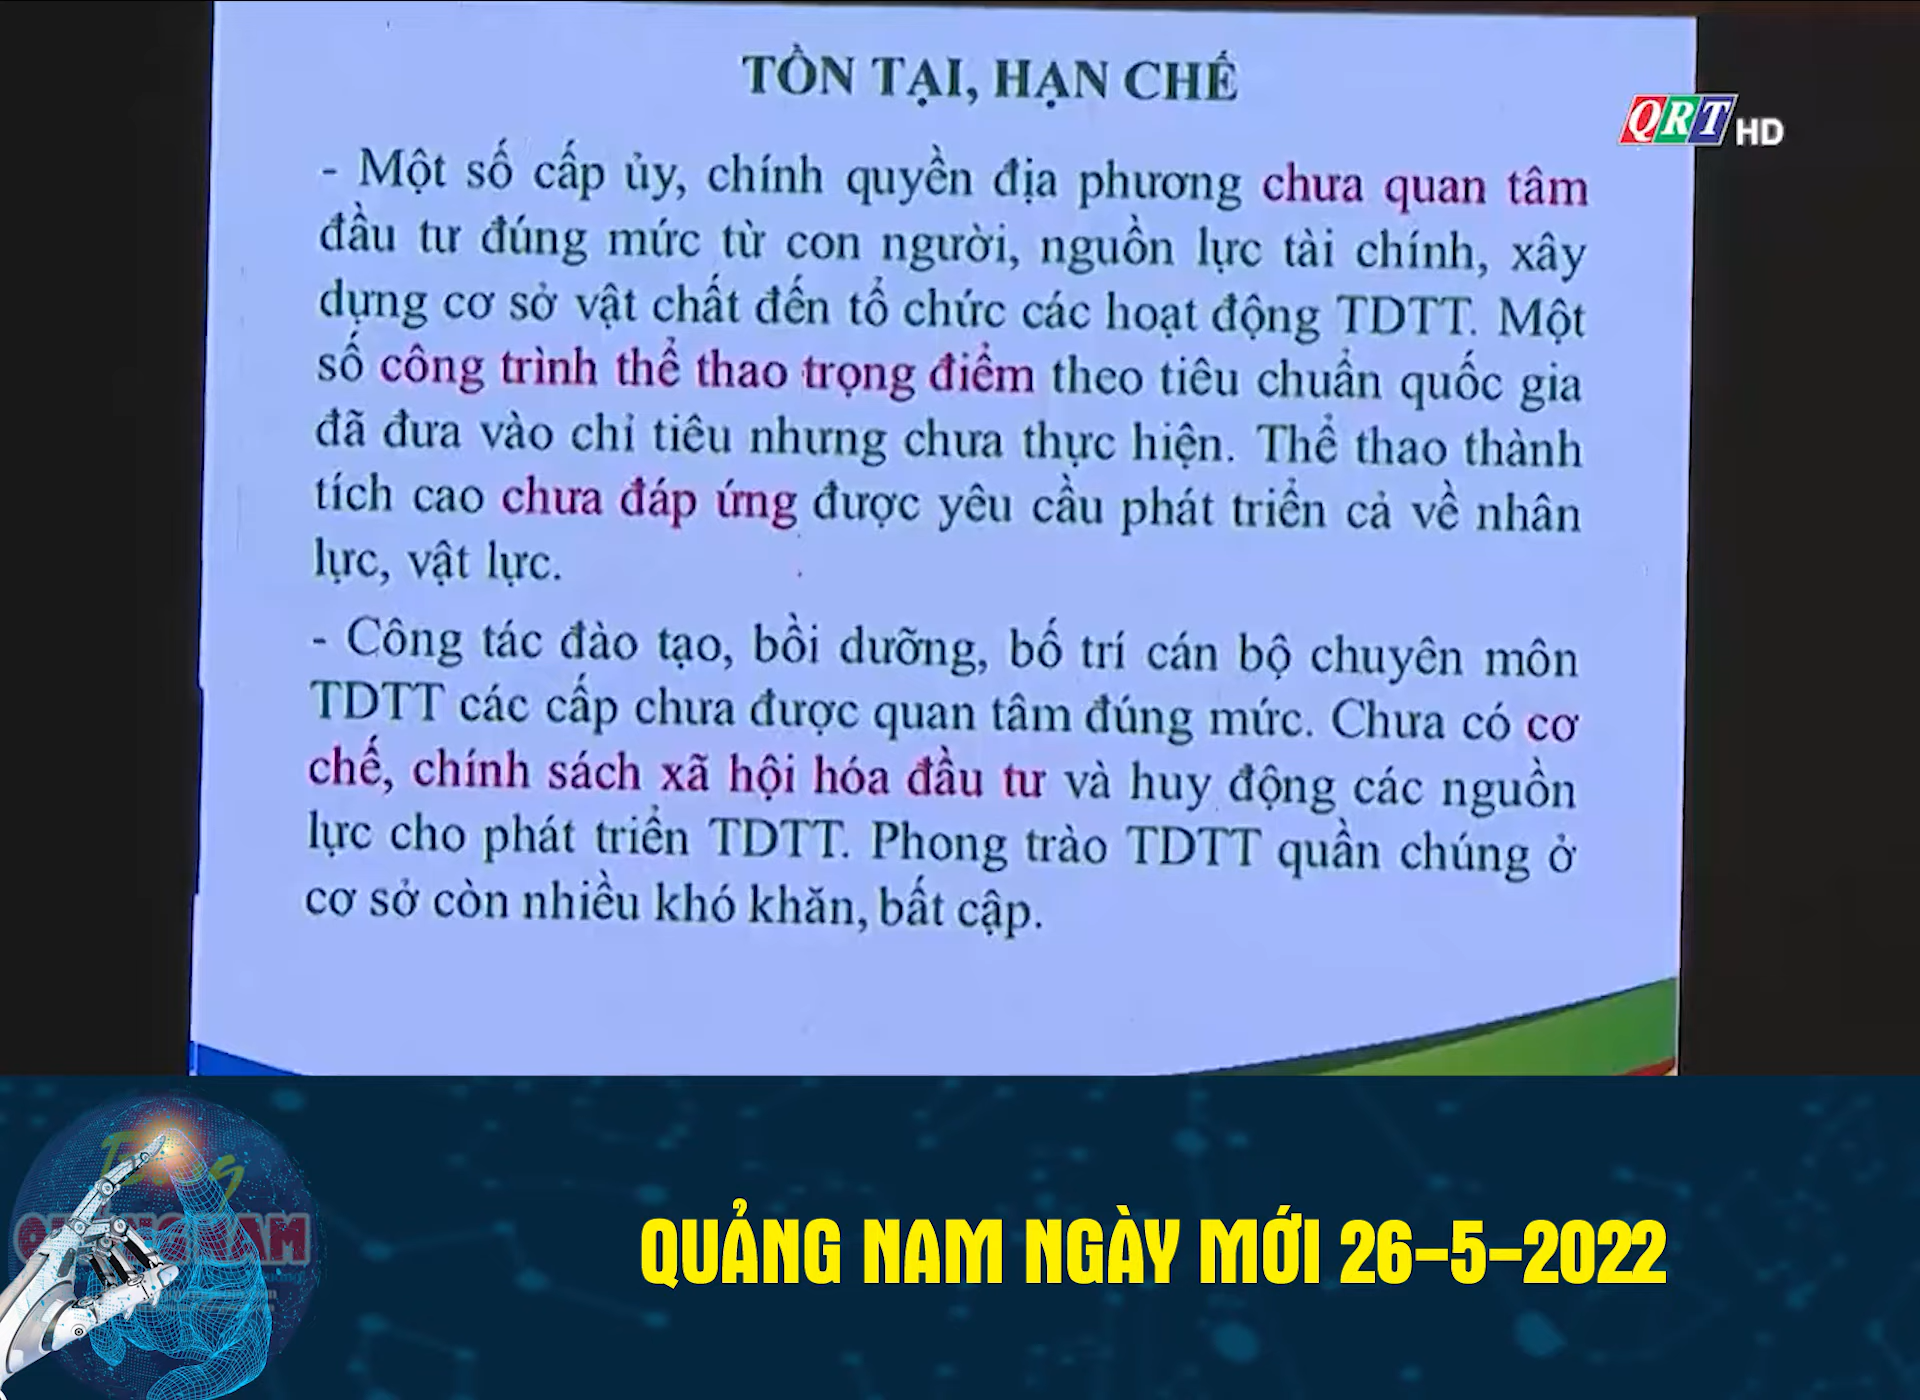 TỒN TẠI, HẠN CHẾ
QRT HD
- Một số cấp ủy, chính quyền địa phương chưa quan tâm
đầu tư đúng mức từ con người, nguồn lực tài chính, xây
dựng cơ sở vật chất đến tổ chức các hoạt động TDTT. Một
số công trình thể thao trọng điểm theo tiêu chuẩn quốc gia
đã đưa vào chỉ tiêu nhưng chưa thực hiện. Thể thao thành
tích cao chưa đáp ứng được yêu cầu phát triển cả về nhân
lực, vật lực.
- Công tác đào tạo, bồi dưỡng, bố trí cán bộ chuyên môn
TDTT các cấp chưa được quan tâm đúng mức. Chưa có cơ
chế, chính sách xã hội hóa đầu tư và huy động các nguồn
lực cho phát triển TDTT. Phong trào TDTT quần chúng ở
cơ sở còn nhiều khó khăn, bất cập.
QUẢNG NAM NGÀY MỚI 26-5-2022